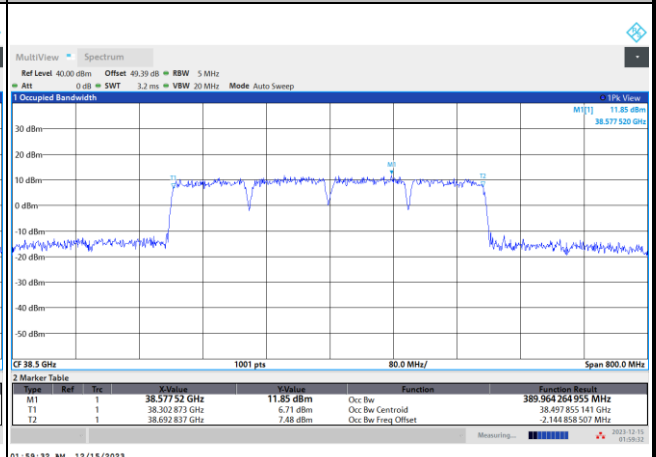 MultiView Spectrum
Ref Level 40.00 dBm Offset 49.39 dB RBW 5 MHz
Att 0 dB SWT 3.2 ms VBW 20 MHz Mode Auto Sweep
1 Occupied Bandwidth 1Pk View
M1[1] 11.85 dBm
38.577 520 GHz
30 dBm
20 dBm
M1
T1 T2
10 dBm
0 dBm
-10 dBm
-20 dBm
-30 dBm
-40 dBm
-50 dBm
CF 38.5 GHz 1001 pts 80.0 MHz/ Span 800.0 MHz
2 Marker Table
Type Ref Trc X-Value Y-Value Function Function Result
M1 1 38.577 52 GHz 11.85 dBm Occ Bw 389.964 264 955 MHz
T1 1 38.302 873 GHz 6.71 dBm Occ Bw Centroid 38.497 855 141 GHz
T2 1 38.692 837 GHz 7.48 dBm Occ Bw Freq Offset -2.144 858 507 MHz
Measuring... 2023-12-15
01:59:32
01:59:32 AM 12/15/2023